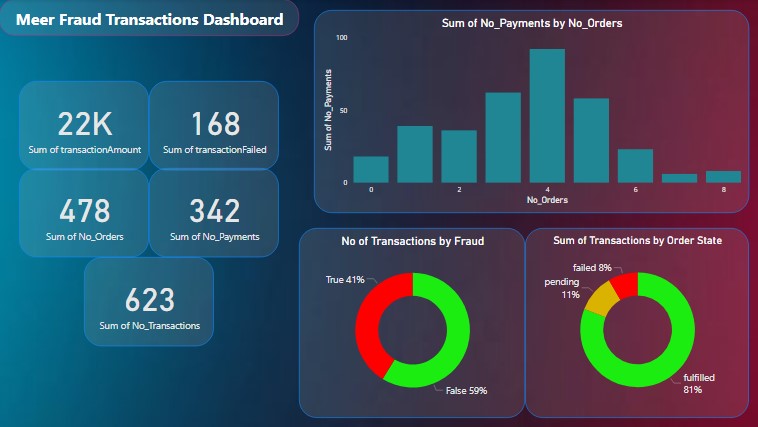 Meer Fraud Transactions Dashboard
22K
Sum of transactionAmount
168
Sum of transactionFailed
478
Sum of No_Orders
342
Sum of No_Payments
623
Sum of No_Transactions
Sum of No_Payments by No_Orders
Sum of No_Payments
100
50
0
0 2 4 6 8
No_Orders
No of Transactions by Fraud
True 41%
False 59%
Sum of Transactions by Order State
failed 8%
pending
11%
fulfilled
81%